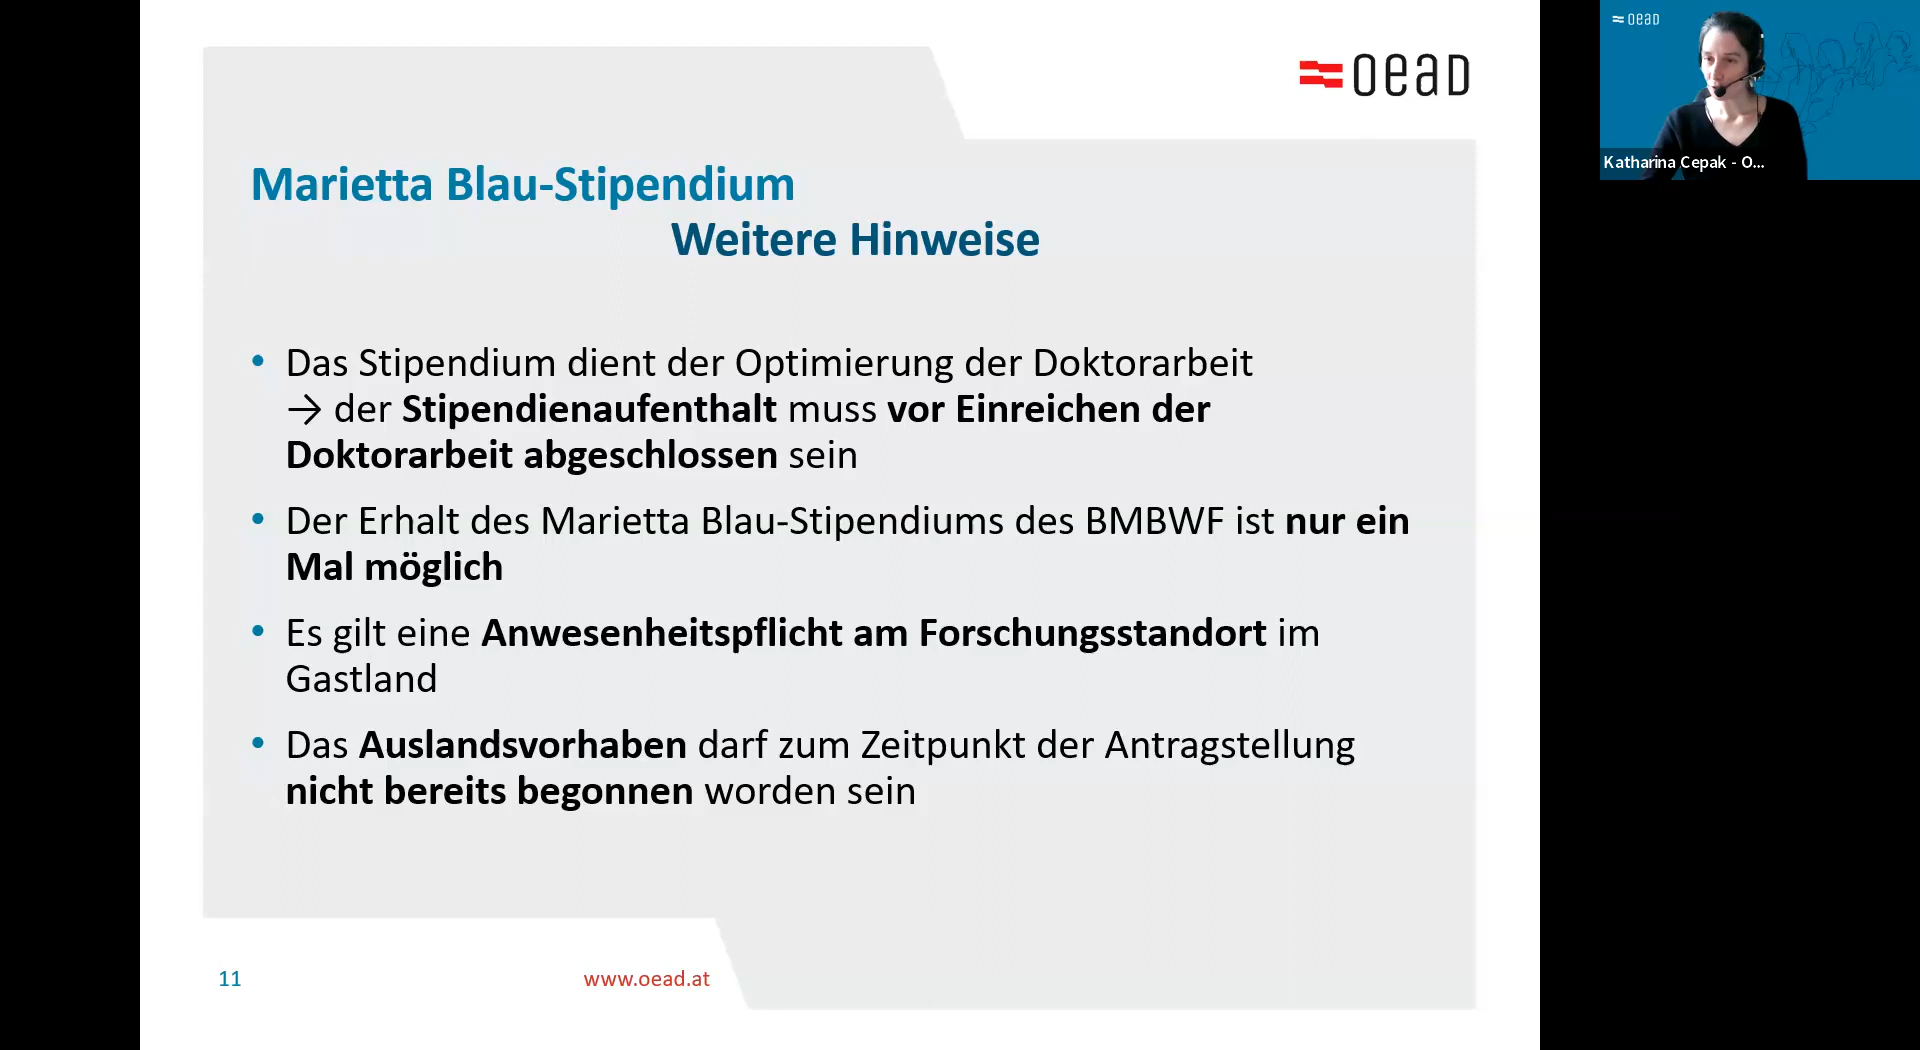 oead
Marietta Blau-Stipendium
Weitere Hinweise
• Das Stipendium dient der Optimierung der Doktorarbeit
→ der Stipendienaufenthalt muss vor Einreichen der
Doktorarbeit abgeschlossen sein
• Der Erhalt des Marietta Blau-Stipendiums des BMBWF ist nur ein
Mal möglich
• Es gilt eine Anwesenheitspflicht am Forschungsstandort im
Gastland
• Das Auslandsvorhaben darf zum Zeitpunkt der Antragstellung
nicht bereits begonnen worden sein
11
www.oead.at
oead
Katharina Cepak - O...